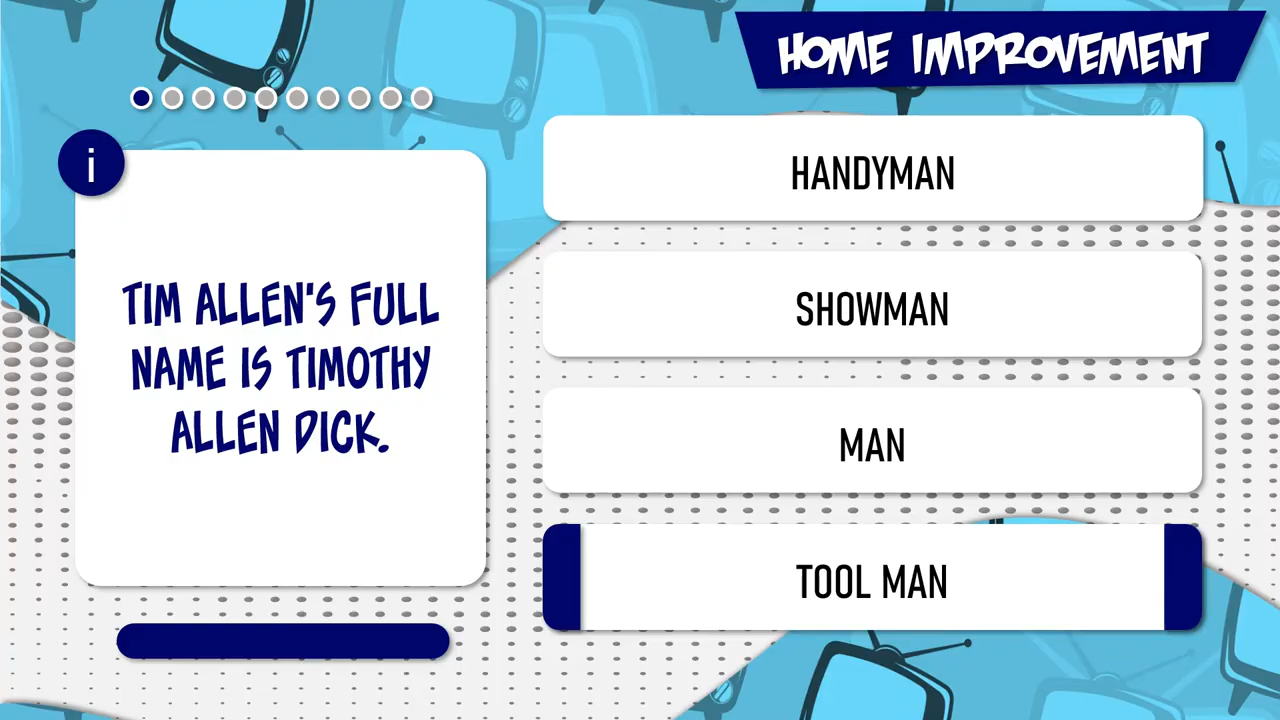 HOME IMPROVEMENT
i
TIM ALLEN'S FULL
NAME IS TIMOTHY
ALLEN DICK.
HANDYMAN
SHOWMAN
MAN
TOOL MAN